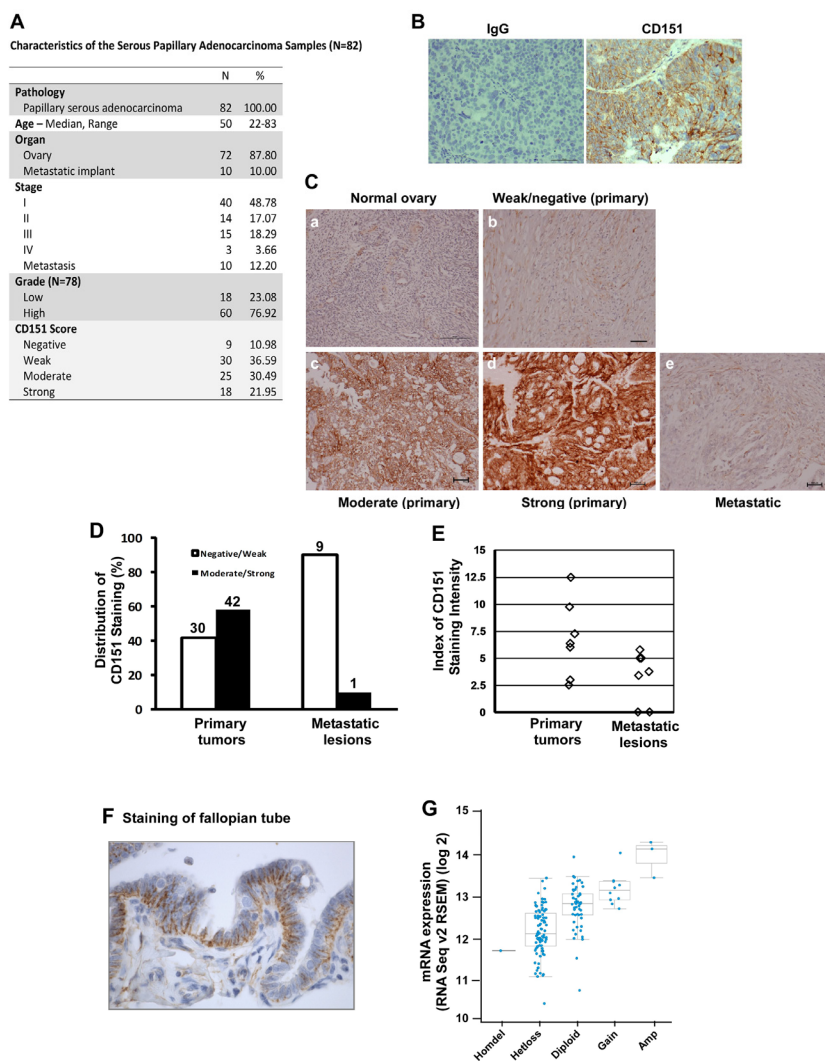 A
Characteristics of the Serous Papillary Adenocarcinoma Samples (N=82)
N %
Pathology
Papillary serous adenocarcinoma 82 100.00
Age – Median, Range 50 22-83
Organ
Ovary 72 87.80
Metastatic implant 10 10.00
Stage
I 40 48.78
II 14 17.07
III 15 18.29
IV 3 3.66
Metastasis 10 12.20
Grade (N=78)
Low 18 23.08
High 60 76.92
CD151 Score
Negative 9 10.98
Weak 30 36.59
Moderate 25 30.49
Strong 18 21.95
B
IgG CD151
C
Normal ovary Weak/negative (primary)
a b
c d e
Moderate (primary) Strong (primary) Metastatic
D
Distribution of
CD151 Staining (%)
100
80
60
40
20
0
Negative/Weak
Moderate/Strong
30 42 9 1
Primary
tumors
Metastatic
lesions
E
Index of CD151
Staining Intensity
15
12.5
10
7.5
5
2.5
0
Primary
tumors
Metastatic
lesions
F Staining of fallopian tube
G
mRNA expression
(RNA Seq v2 RSEM) (log 2)
15
14
13
12
11
10
Homdel
Hetloss
Diploid
Gain
Amp